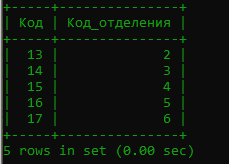 +-----+---------------+
| Код | Код_отделения |
+-----+---------------+
|  13 |             2 |
|  14 |             3 |
|  15 |             4 |
|  16 |             5 |
|  17 |             6 |
+-----+---------------+
5 rows in set (0.00 sec)